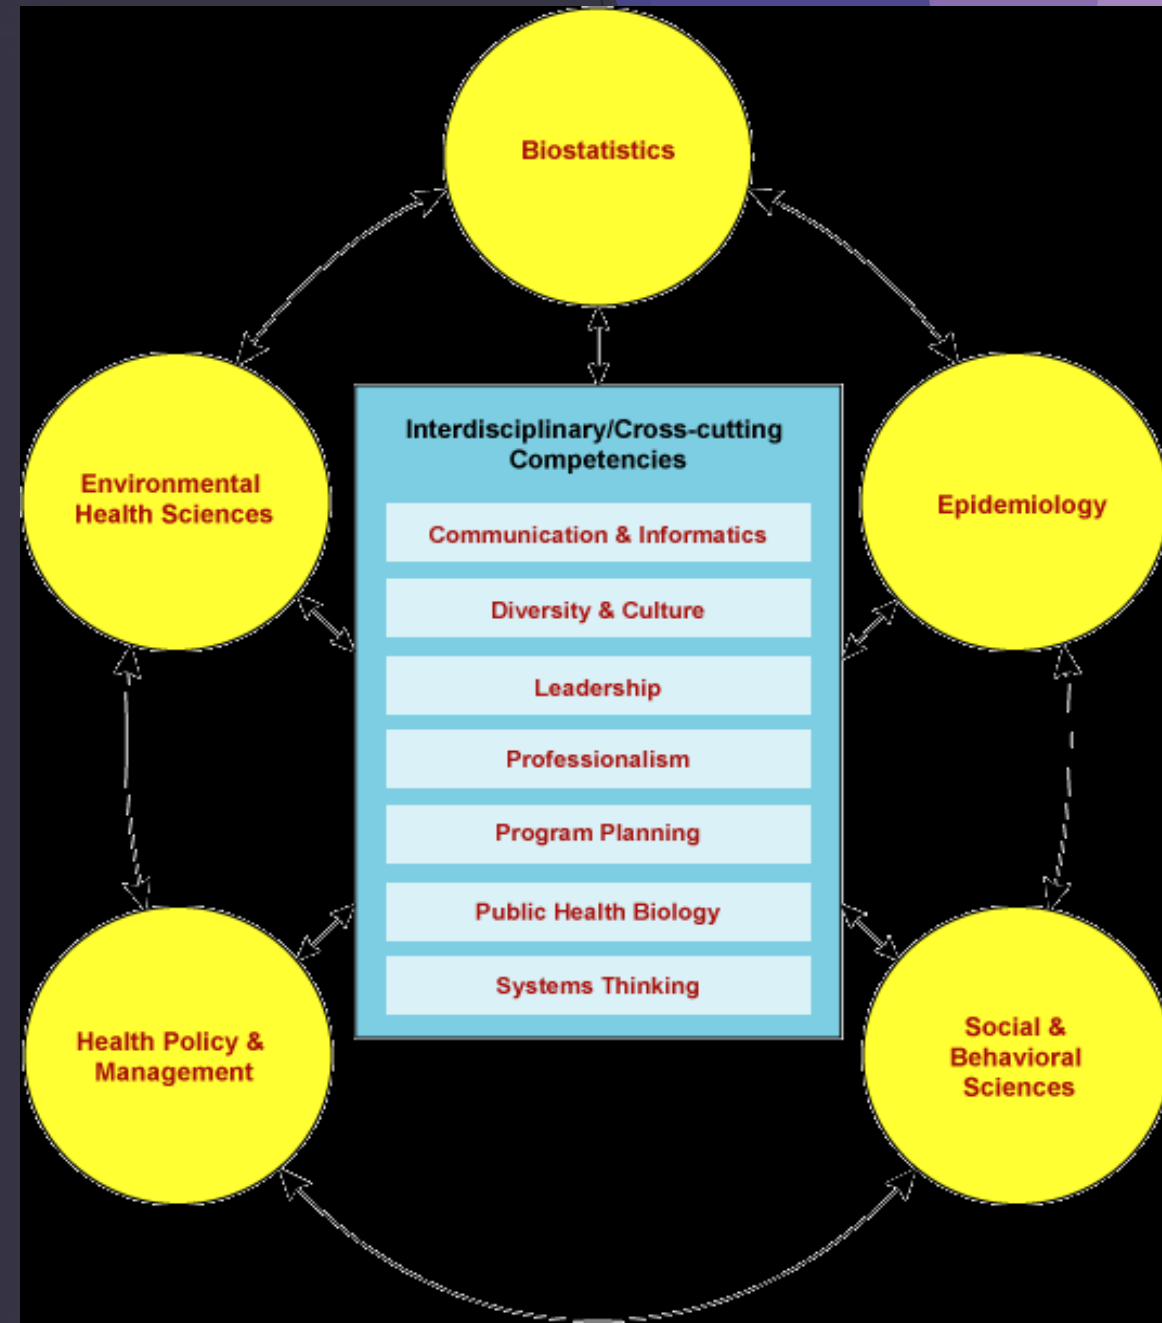 Biostatistics
Environmental
Health Sciences
Epidemiology
Interdisciplinary/Cross-cutting
Competencies
Communication & Informatics
Diversity & Culture
Leadership
Professionalism
Program Planning
Public Health Biology
Systems Thinking
Health Policy &
Management
Social &
Behavioral
Sciences